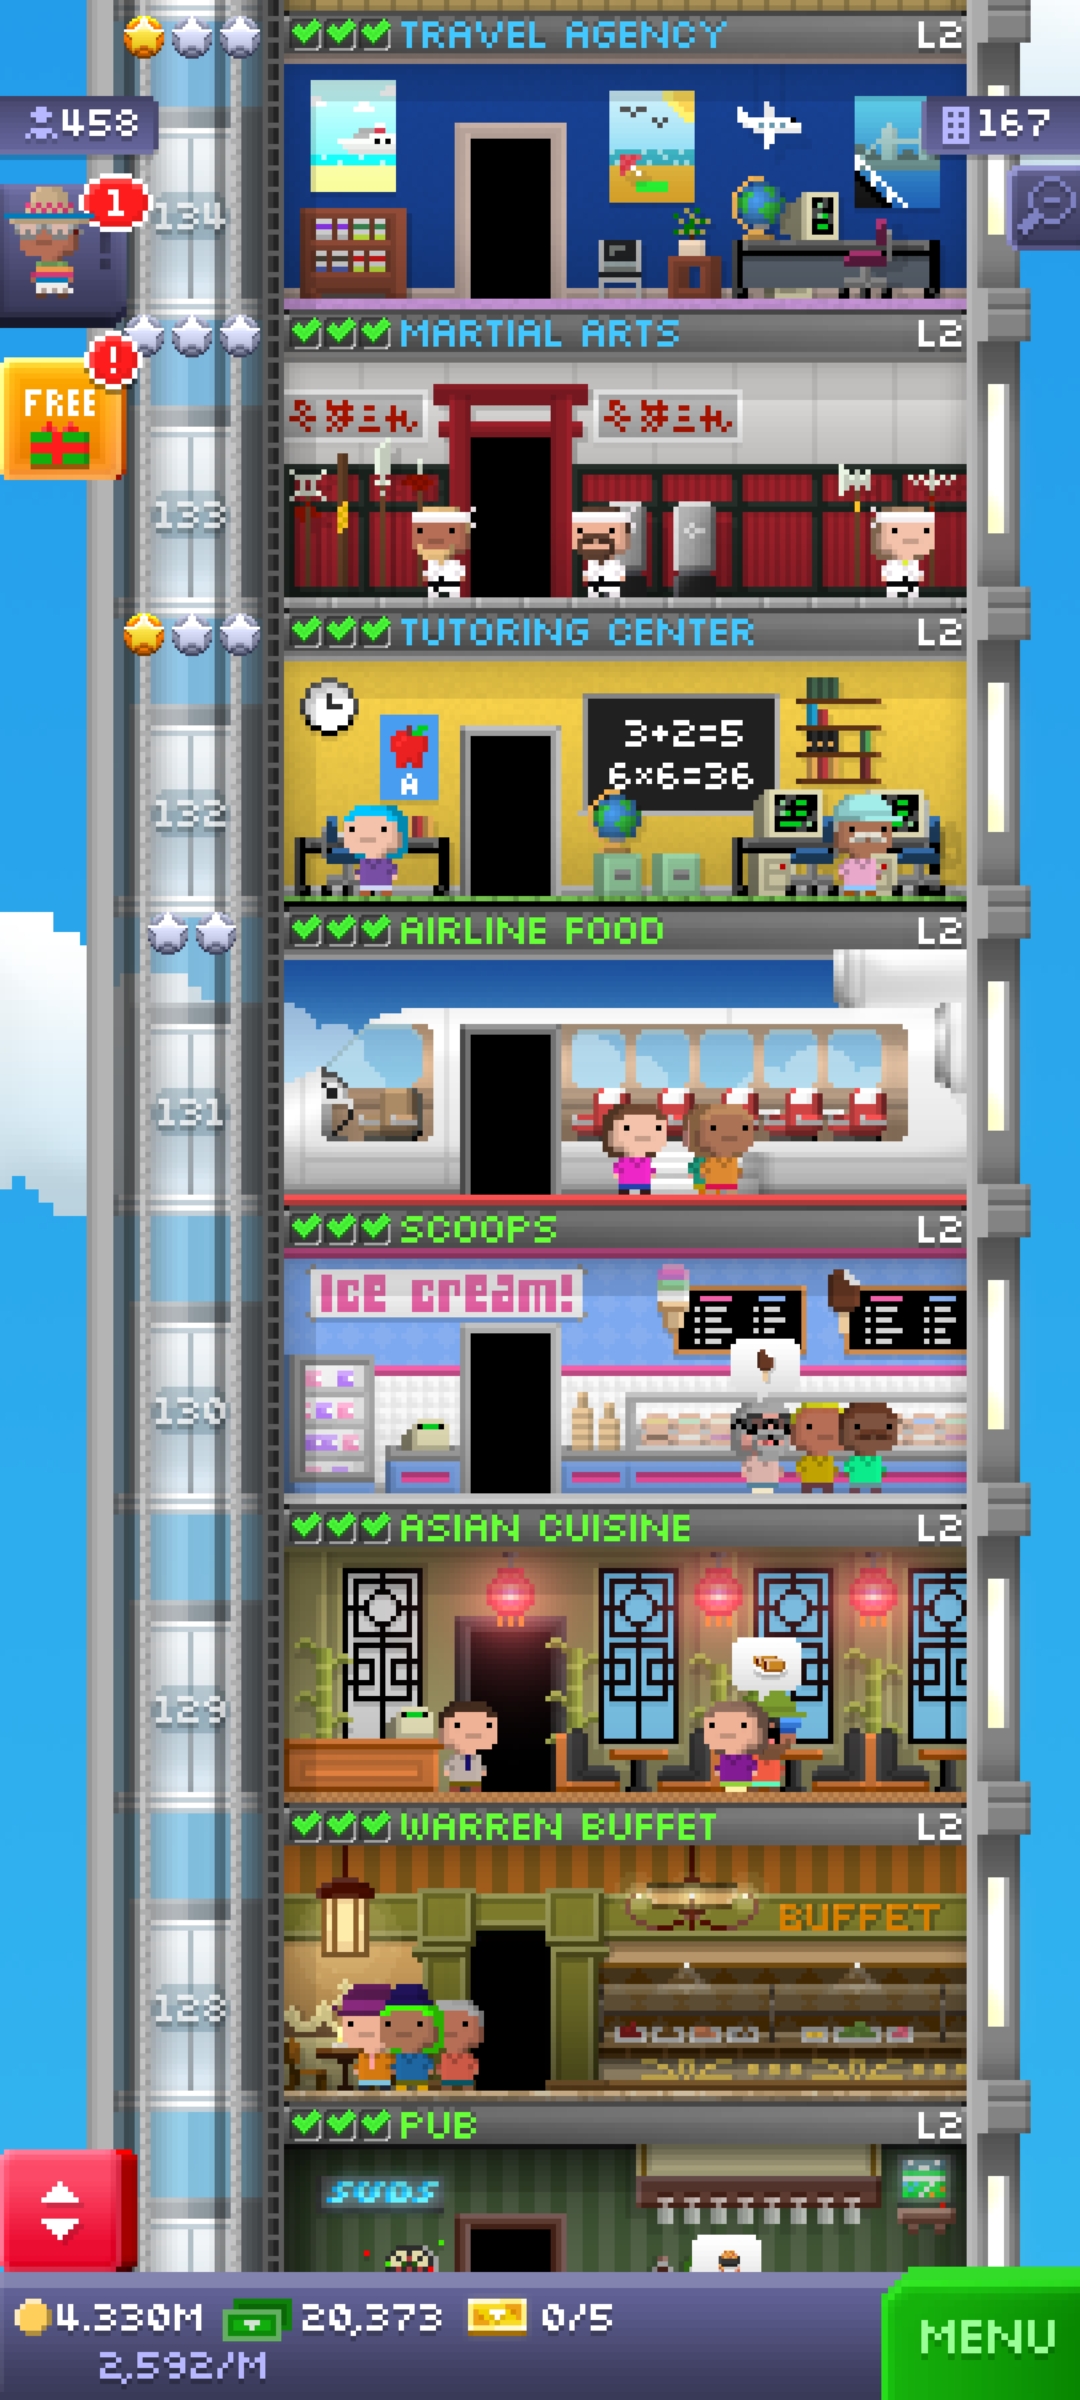 TRAVEL AGENCY L2
458
167
1
134
MARTIAL ARTS L2
!
FREE
133
TUTORING CENTER L2
3+2=5
6×6=36
A
132
AIRLINE FOOD L2
131
SCOOPS L2
Ice cream!
130
ASIAN CUISINE L2
129
WARREN BUFFET L2
BUFFET
128
PUB L2
SUDS
4.330M 20,373 0/5
2,592/M
MENU